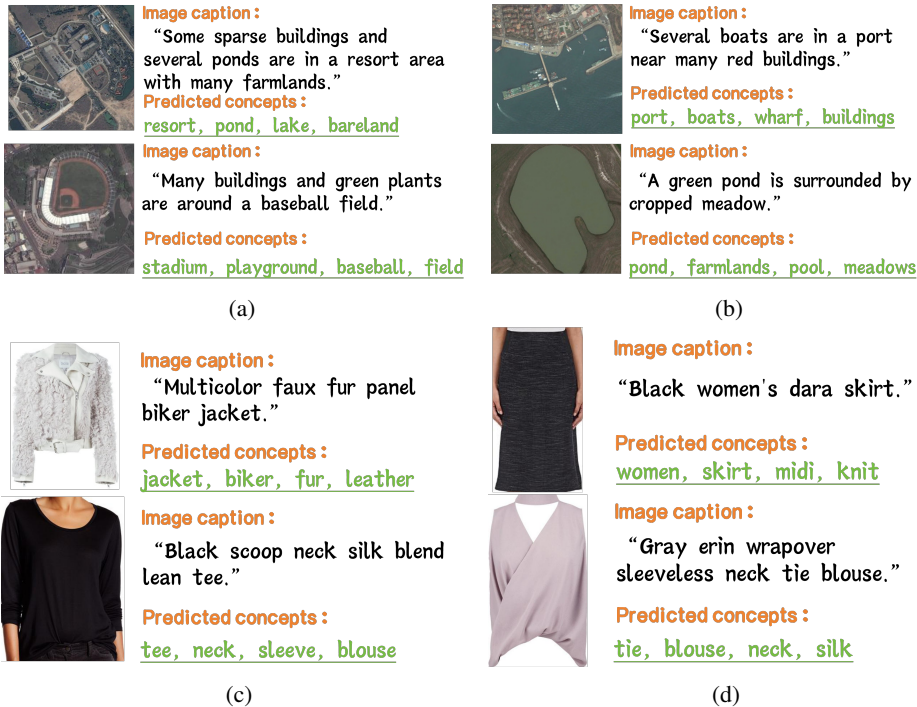 Image caption :
"Some sparse buildings and
several ponds are in a resort area
with many farmlands."
Predicted concepts :
resort, pond, lake, bareland
Image caption :
"Many buildings and green plants
are around a baseball field."
Predicted concepts :
stadium, playground, baseball, field
(a)
Image caption :
"Several boats are in a port
near many red buildings."
Predicted concepts :
port, boats, wharf, buildings
Image caption :
"A green pond is surrounded by
cropped meadow."
Predicted concepts :
pond, farmlands, pool, meadows
(b)
Image caption :
"Multicolor faux fur panel
biker jacket."
Predicted concepts :
jacket, biker, fur, leather
Image caption :
"Black scoop neck silk blend
lean tee."
Predicted concepts :
tee, neck, sleeve, blouse
(c)
Image caption :
"Black women's dara skirt."
Predicted concepts :
women, skirt, midi, knit
Image caption :
"Gray erin wrapover
sleeveless neck tie blouse."
Predicted concepts :
tie, blouse, neck, silk
(d)